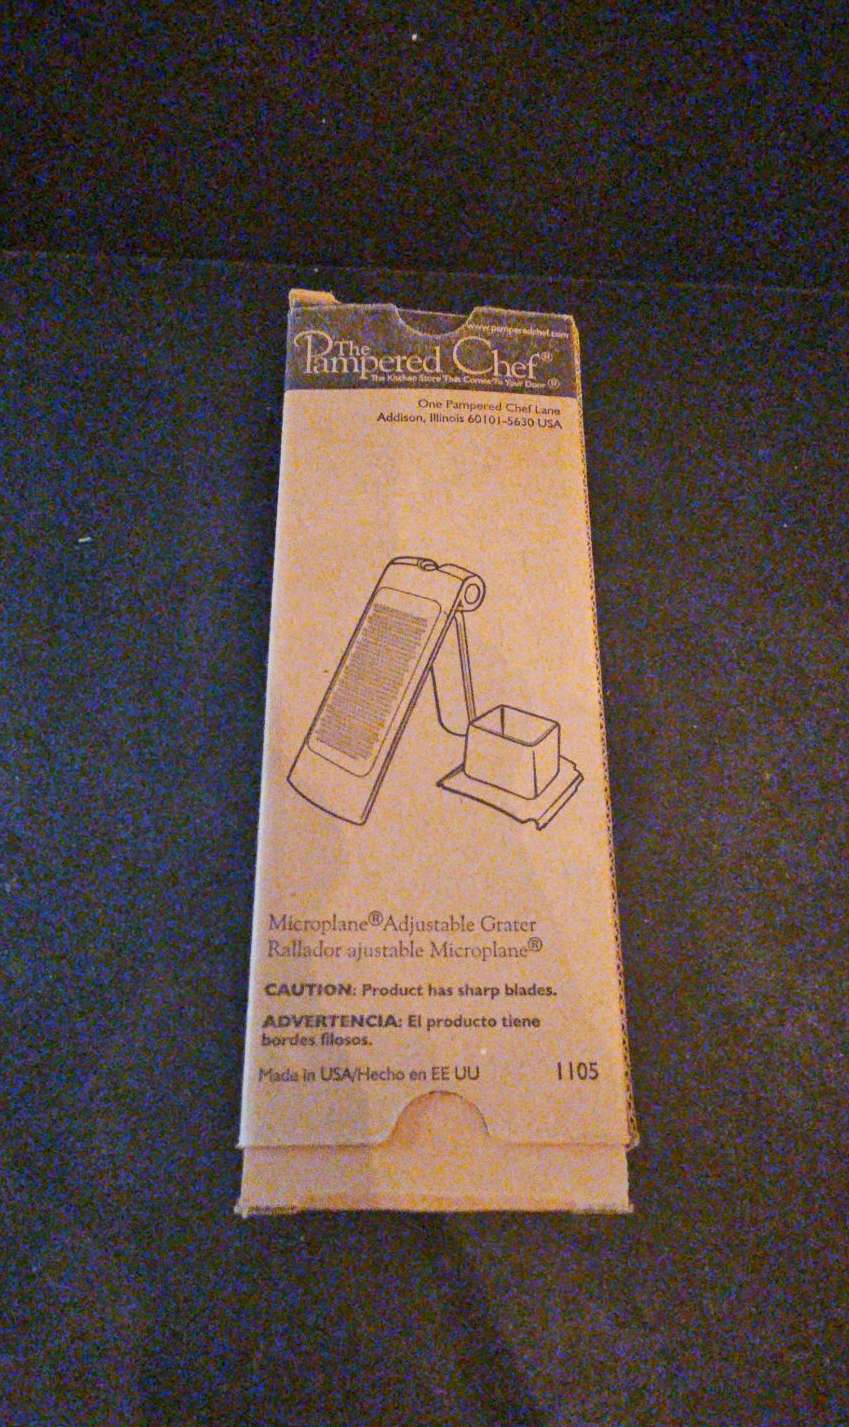 www.pamperedchef.com
The
Pampered Chef®
The Kitchen Store That Comes To Your Door®
One Pampered Chef Lane
Addison, Illinois 60101-5630 USA
Microplane® Adjustable Grater
Rallador ajustable Microplane®
CAUTION: Product has sharp blades.
ADVERTENCIA: El producto tiene
bordes filosos.
Made in USA/Hecho en EE UU 1105